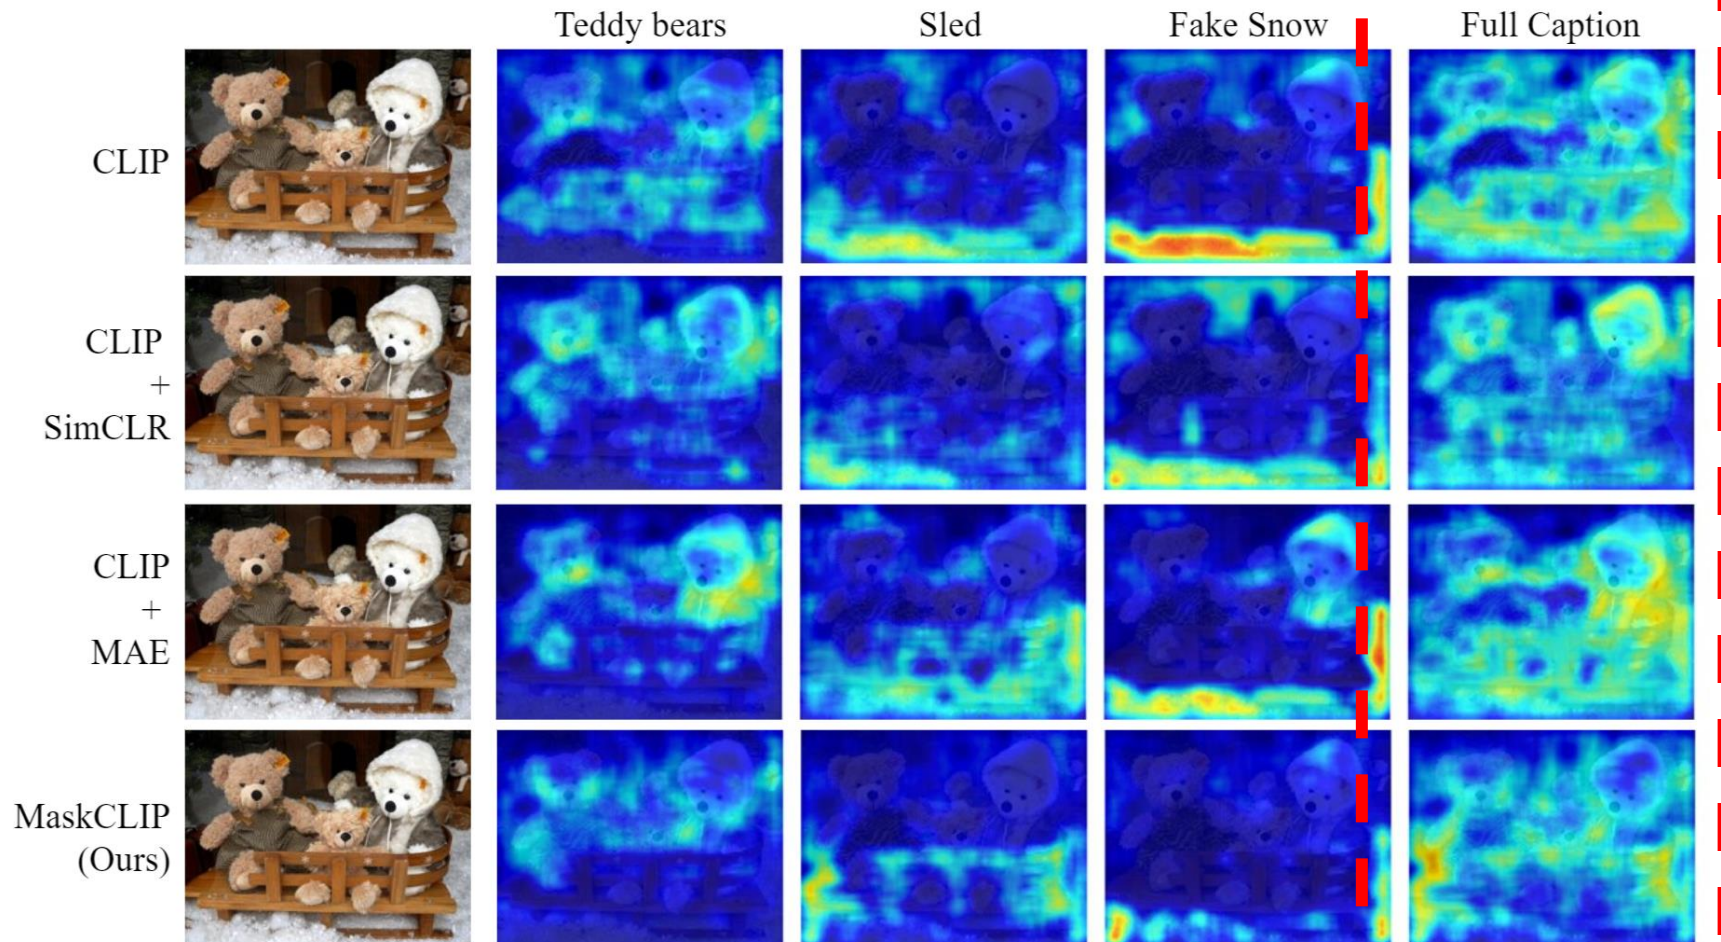 Teddy bears Sled Fake Snow Full Caption
CLIP
CLIP
+
SimCLR
CLIP
+
MAE
MaskCLIP
(Ours)